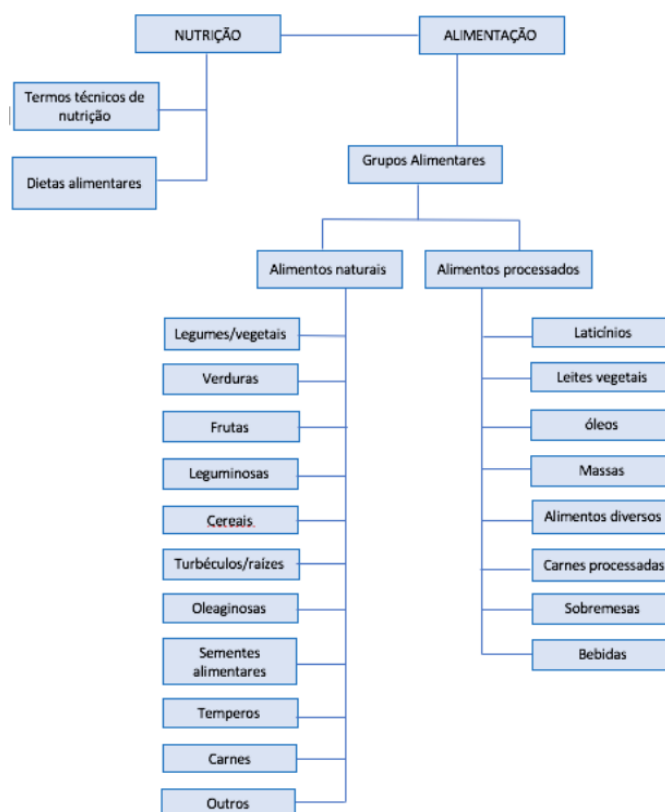 NUTRIÇÃO
ALIMENTAÇÃO
Termos técnicos de
nutrição
Dietas alimentares
Grupos Alimentares
Alimentos naturais
Alimentos processados
Legumes/vegetais
Verduras
Frutas
Leguminosas
Cereais
Turbéculos/raízes
Oleaginosas
Sementes
alimentares
Temperos
Carnes
Outros
Laticínios
Leites vegetais
óleos
Massas
Alimentos diversos
Carnes processadas
Sobremesas
Bebidas